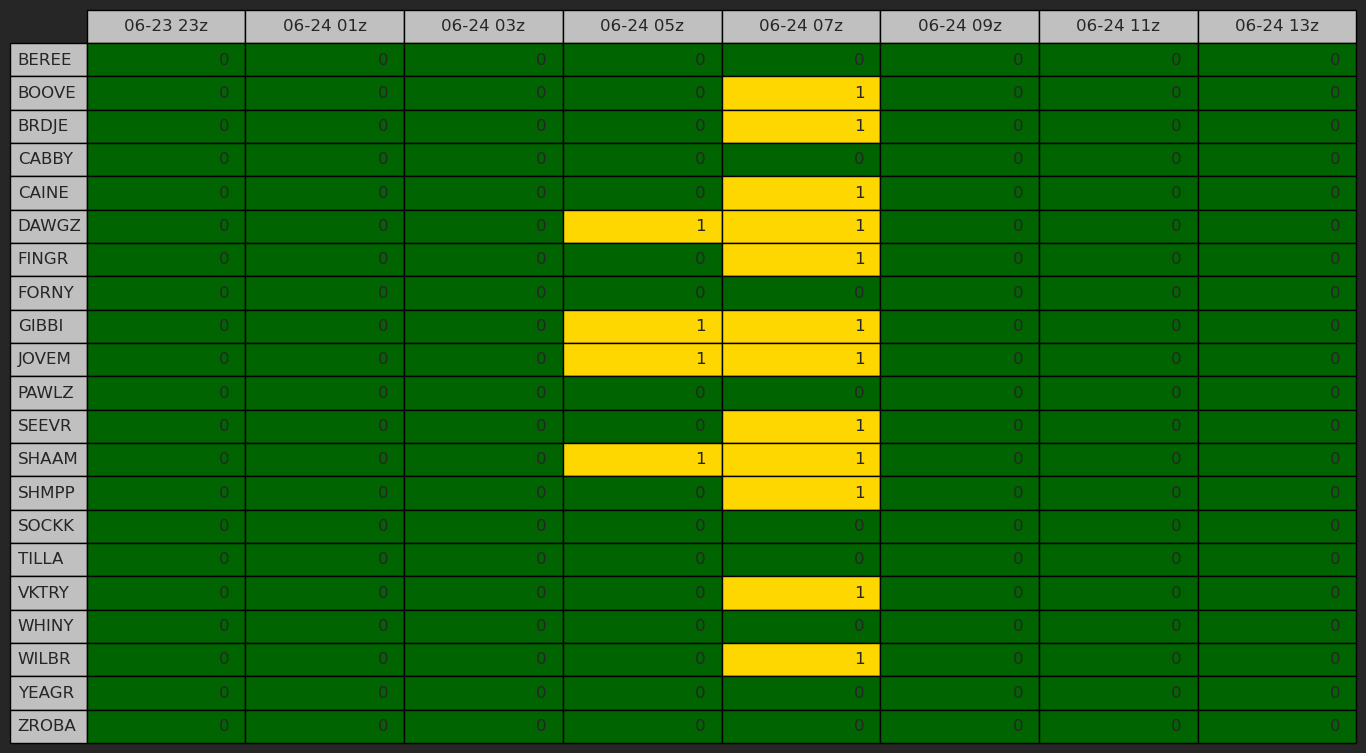 06-23 23z 06-24 01z 06-24 03z 06-24 05z 06-24 07z 06-24 09z 06-24 11z 06-24 13z
BEREE 0 0 0 0 0 0 0 0
BOOVE 0 0 0 0 1 0 0 0
BRDJE 0 0 0 0 1 0 0 0
CABBY 0 0 0 0 0 0 0 0
CAINE 0 0 0 0 1 0 0 0
DAWGZ 0 0 0 1 1 0 0 0
FINGR 0 0 0 0 1 0 0 0
FORNY 0 0 0 0 0 0 0 0
GIBBI 0 0 0 1 1 0 0 0
JOVEM 0 0 0 1 1 0 0 0
PAWLZ 0 0 0 0 0 0 0 0
SEEVR 0 0 0 0 1 0 0 0
SHAAM 0 0 0 1 1 0 0 0
SHMPP 0 0 0 0 1 0 0 0
SOCKK 0 0 0 0 0 0 0 0
TILLA 0 0 0 0 0 0 0 0
VKTRY 0 0 0 0 1 0 0 0
WHINY 0 0 0 0 0 0 0 0
WILBR 0 0 0 0 1 0 0 0
YEAGR 0 0 0 0 0 0 0 0
ZROBA 0 0 0 0 0 0 0 0